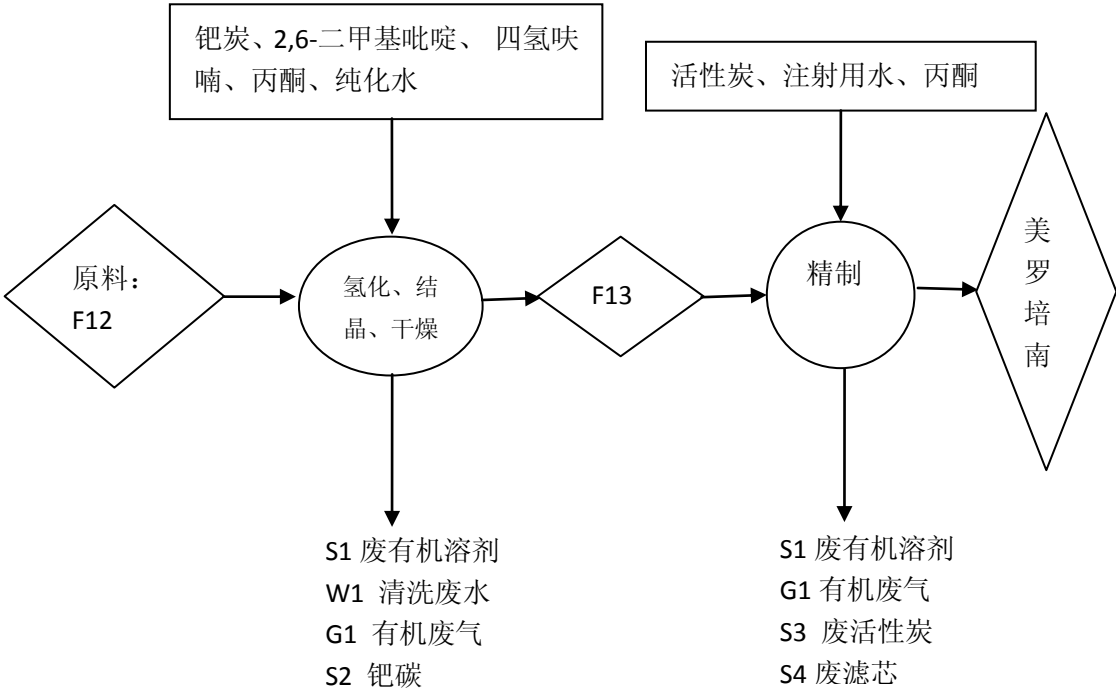 钯炭、2,6-二甲基吡啶、 四氢呋
喃、丙酮、纯化水
活性炭、注射用水、丙酮
原料：
F12
氢化、结
晶、干燥
F13
精制
美
罗
培
南
S1 废有机溶剂
W1 清洗废水
G1 有机废气
S2 钯碳
S1 废有机溶剂
G1 有机废气
S3 废活性炭
S4 废滤芯